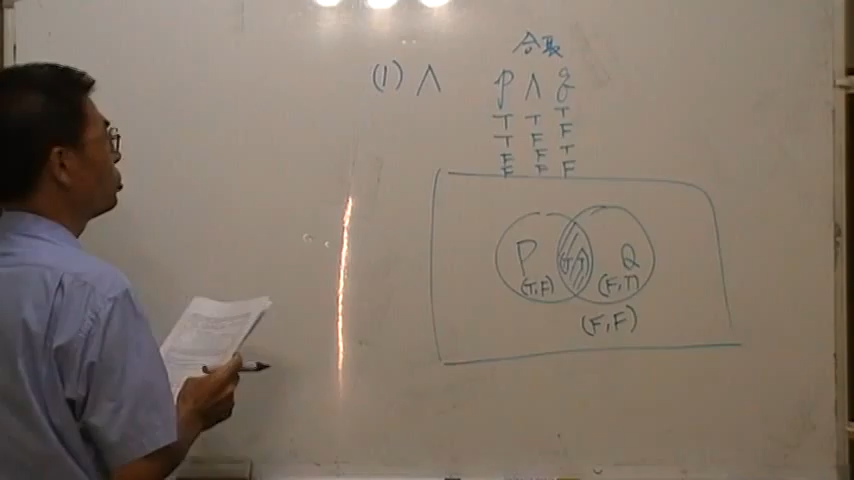 合取
(1) ∧ p ∧ q
T T T
T F F
F F T
F F F
P (T,T) Q
(T,F) (F,T)
(F,F)